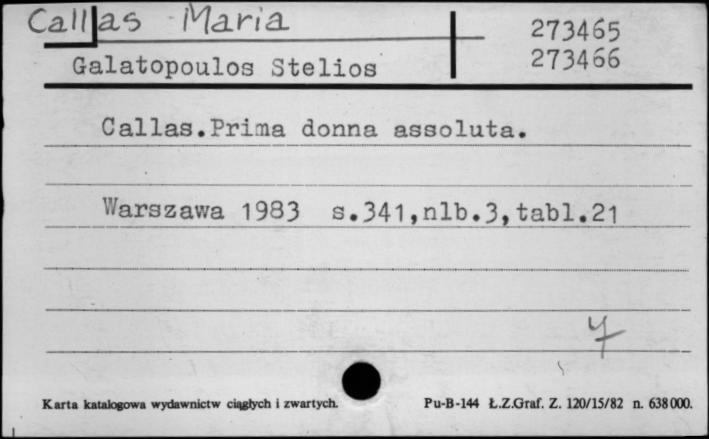 Callas - Maria
273465
Galatopoulos Stelios
273466
Callas.Prima donna assoluta.
Warszawa 1983 s.341,nlb.3,tabl.21
Karta katalogowa wydawnictw ciągłych i zwartych.
Pu-B-144 Ł.Z.Graf. Z. 120/15/82 n. 638000.